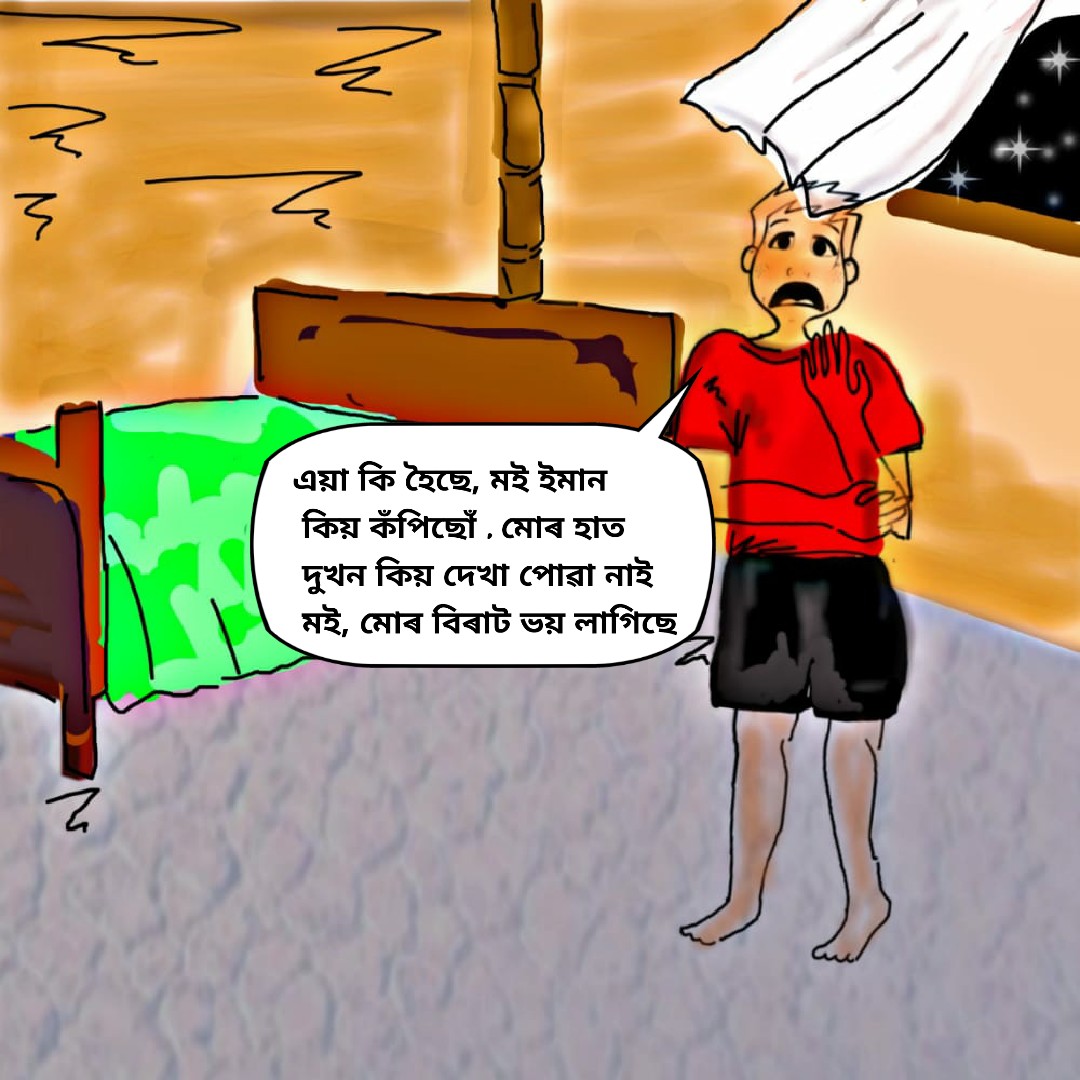 এয়া কি হৈছে, মই ইমান
কিয় কঁপিছোঁ . মোৰ হাত
দুখন কিয় দেখা পোৱা নাই
মই, মোৰ বিৰাট ভয় লাগিছে